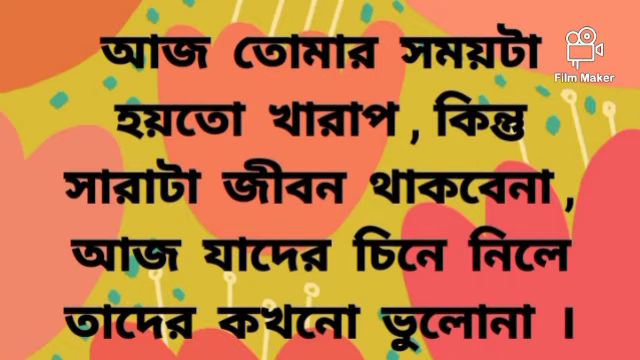 আজ তোমার সময়টা
হয়তো খারাপ, কিন্তু
সারাটা জীবন থাকবেনা,
আজ যাদের চিনে নিলে
তাদের কখনো ভুলোনা ।
Film Maker